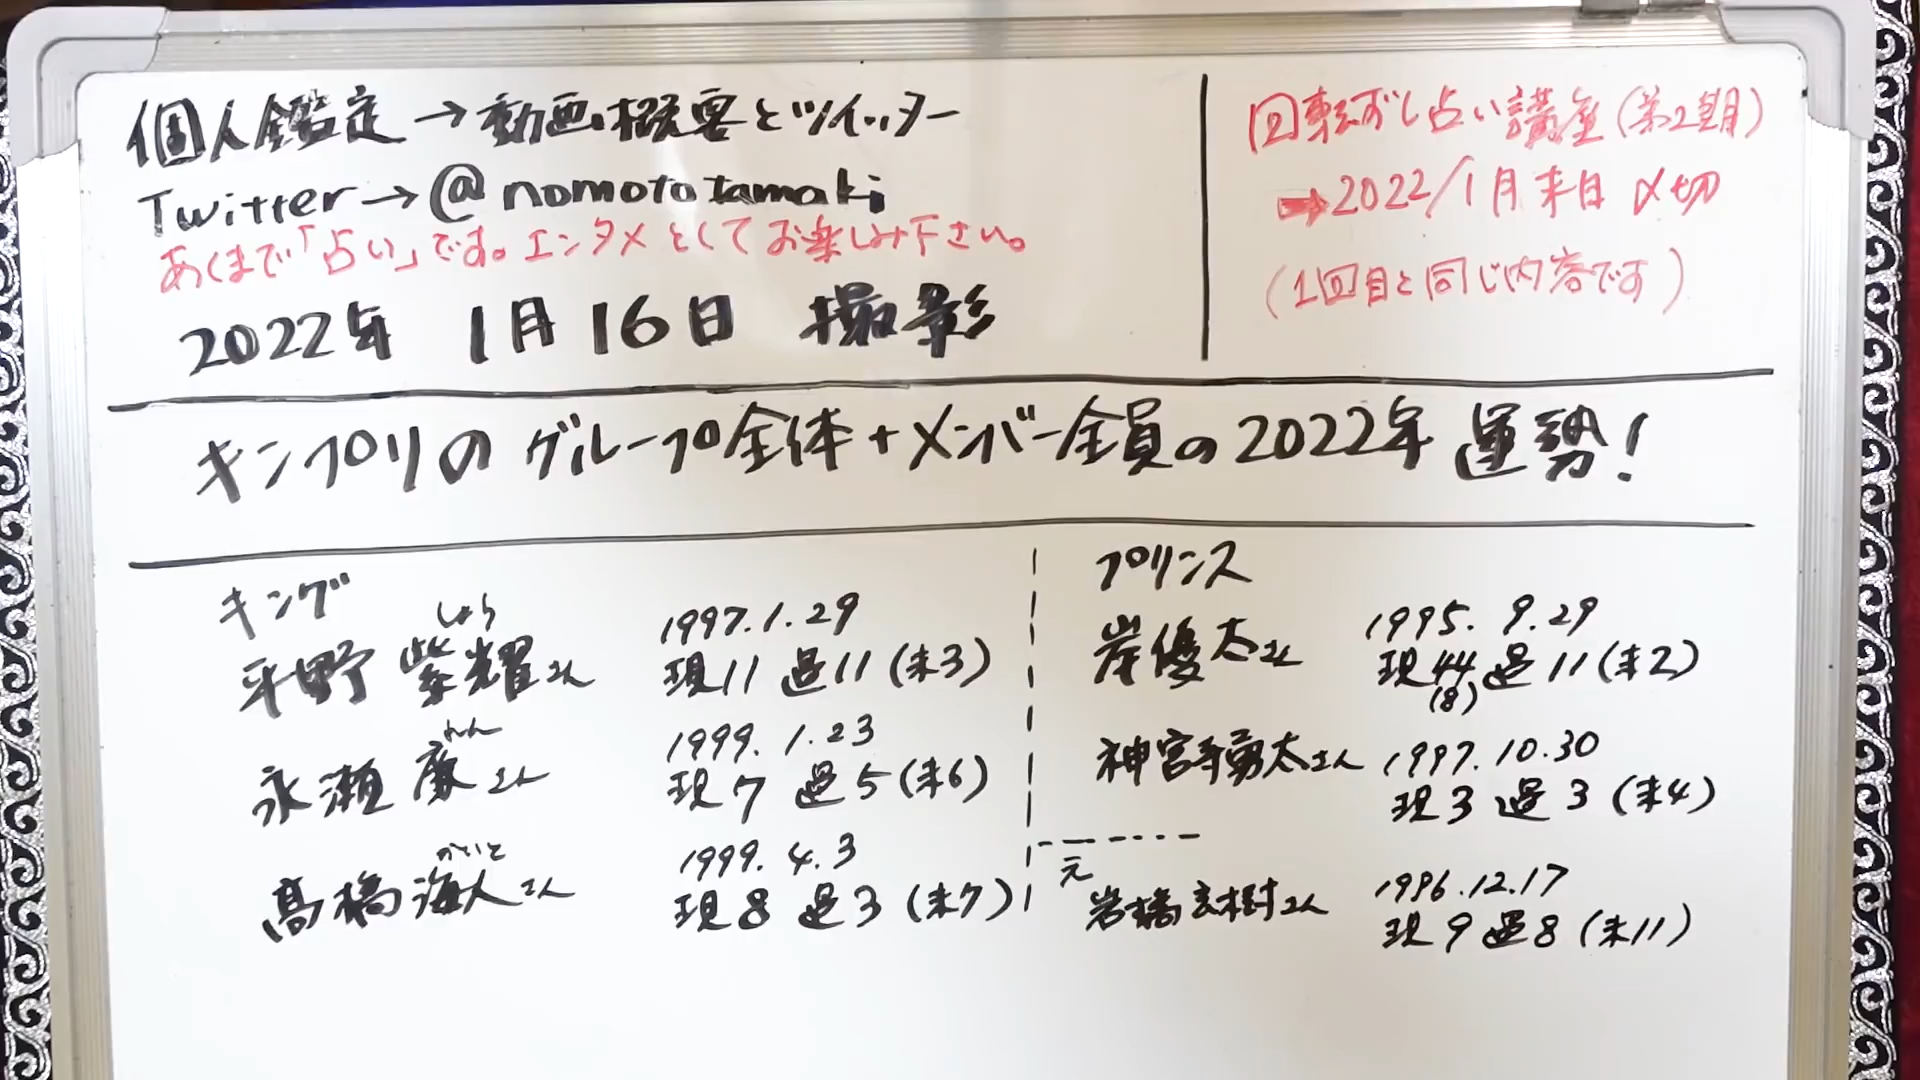 個人鑑定→動画概要とツイッター
Twitter→@nomototamaki
あくまで「占い」です。エンタメとしてお楽しみ下さい。
2022年 1月16日 撮影
回転ずし占い講座(第2期)
→2022/1月末日〆切
(1回目と同じ内容です)
キンプリのグループ全体+メンバー全員の2022年 運勢!
キング
しょう
平野 紫耀さん
1997.1.29
現11 過11(未3)
れん
永瀬 廉さん
1999.1.23
現7 過5(未6)
かいと
髙橋 海人さん
1999.4.3
現8 過3(未7)
プリンス
岸優太さん
1995.9.29
現44過11(未2)
(8)
神宮寺勇太さん
1997.10.30
現3 過3(未4)
元
岩橋玄樹さん
1996.12.17
現9過8(未11)